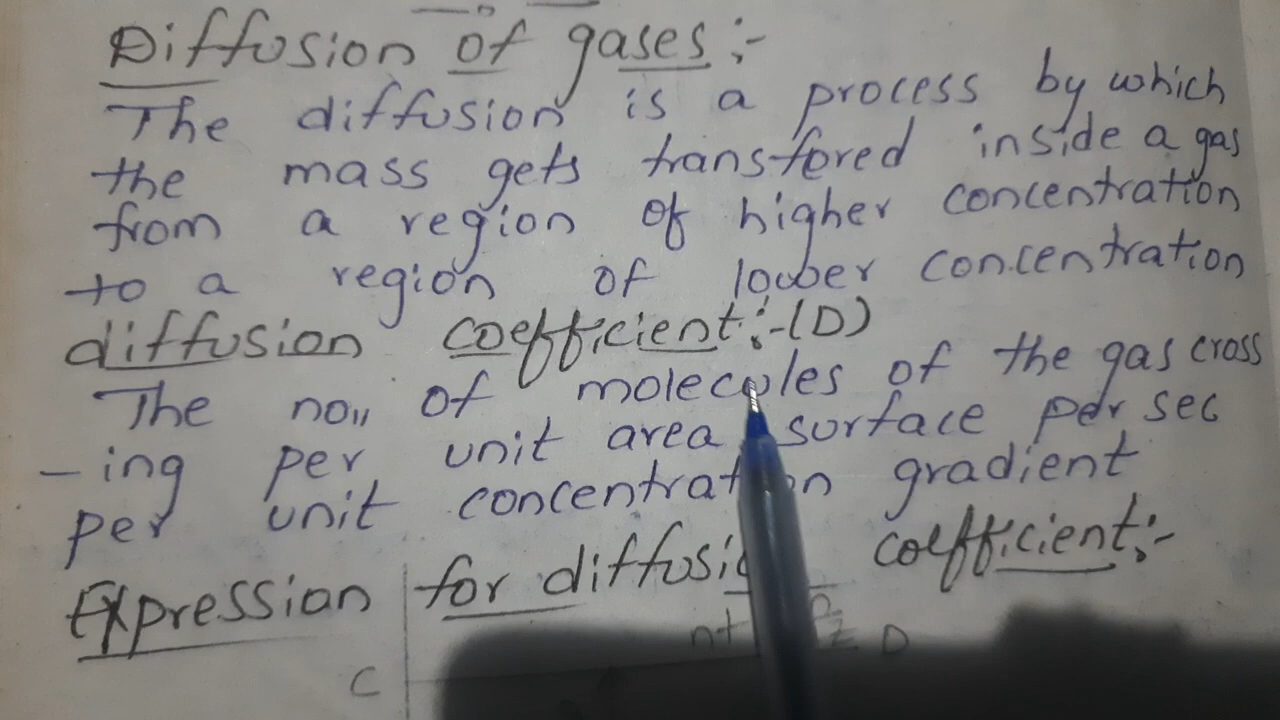 Diffusion of gases :-
The diffusion is a process by which
the mass gets transfered inside a gas
from a region of higher concentration
to a region of lower concentration
diffusion coefficient :- (D)
The no,, of molecules of the gas cross
-ing per unit area surface per sec
per unit concentration gradient
Expression for coefficient :-
C D